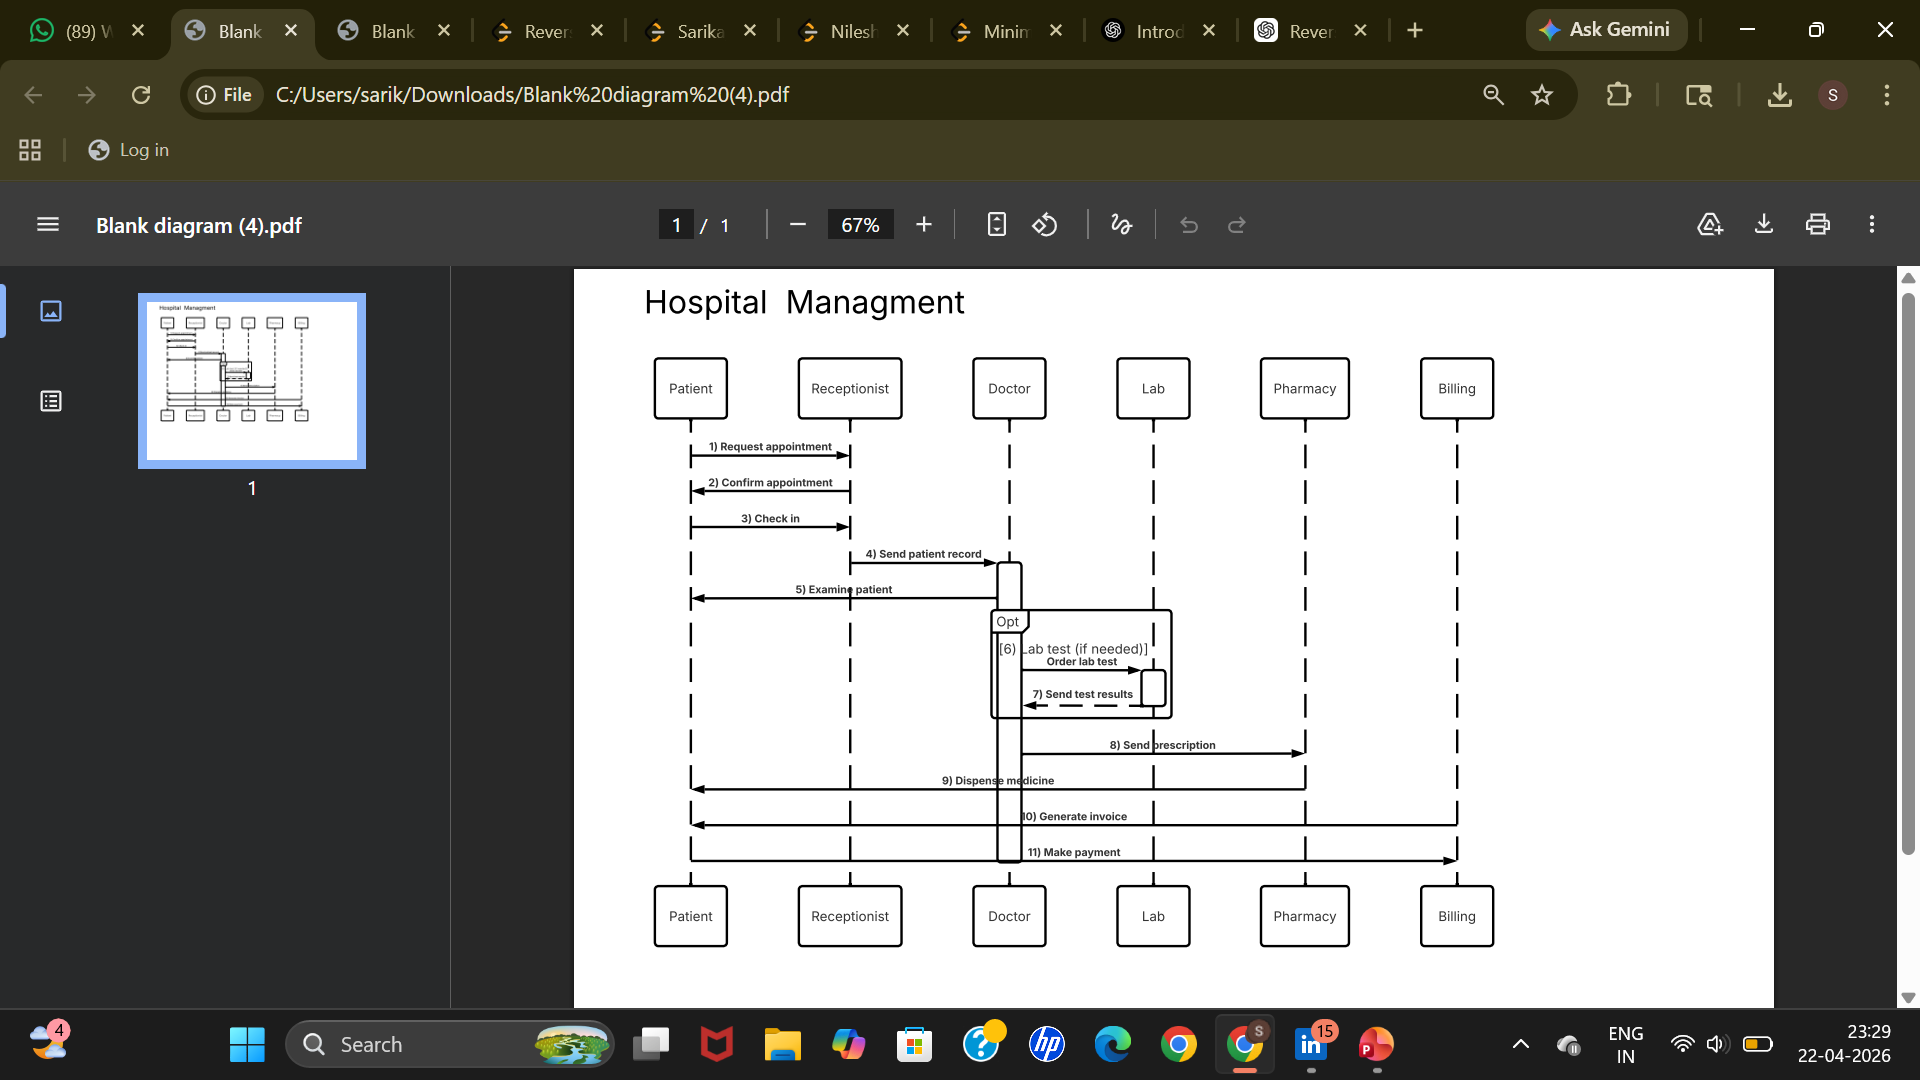 (89) W
Blank
Blank
Rever
Sarika
Nilesh
Minim
Introd
Rever
Ask Gemini
File
C:/Users/sarik/Downloads/Blank%20diagram%20(4).pdf
S
Log in
Blank diagram (4).pdf
1 / 1
67%
1
Hospital Managment
Patient
Receptionist
Doctor
Lab
Pharmacy
Billing
1) Request appointment
2) Confirm appointment
3) Check in
4) Send patient record
5) Examine patient
Opt
[6) Lab test (if needed)]
Order lab test
7) Send test results
8) Send prescription
9) Dispense medicine
10) Generate invoice
11) Make payment
Patient
Receptionist
Doctor
Lab
Pharmacy
Billing
4
Search
hp
S
in
15
P
ENG
IN
23:29
22-04-2026